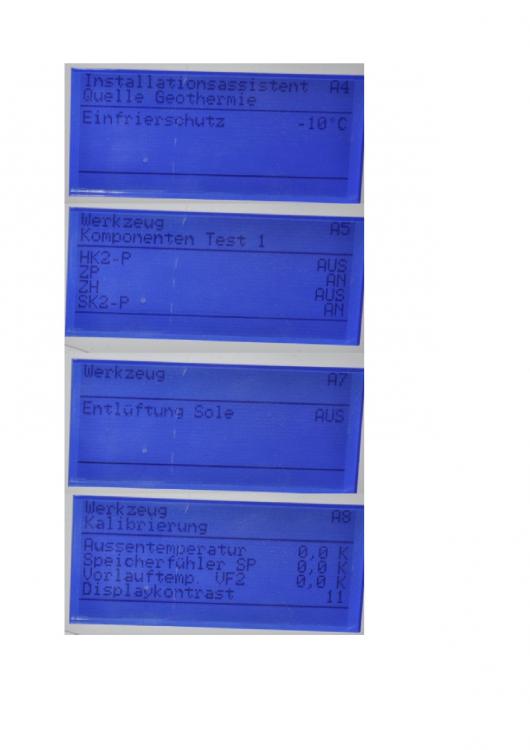 Installationsassistent A4
Quelle Geothermie
Einfrierschutz -10°C
Werkzeug A5
Komponenten Test 1
HK2-P AUS
ZP AN
ZH AUS
SK2-P AN
Werkzeug A7
Entlüftung Sole AUS
Werkzeug A8
Kalibrierung
Aussentemperatur 0,0 K
Speicherfühler SP 0,0 K
Vorlauftemp. VF2 0,0 K
Displaykontrast 11